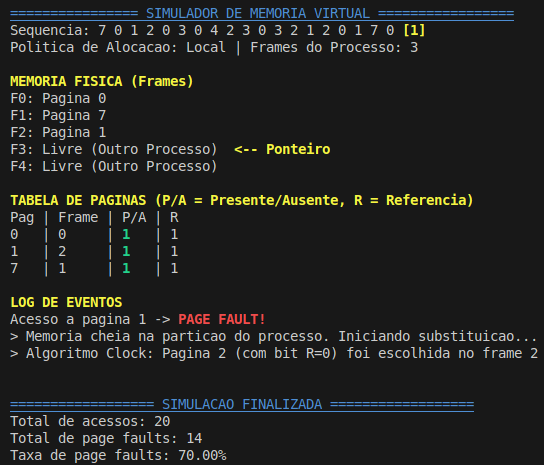 ================ SIMULADOR DE MEMORIA VIRTUAL =================
Sequencia: 7 0 1 2 0 3 0 4 2 3 0 3 2 1 2 0 1 7 0 [1]
Politica de Alocacao: Local | Frames do Processo: 3
MEMORIA FISICA (Frames)
F0: Pagina 0
F1: Pagina 7
F2: Pagina 1
F3: Livre (Outro Processo)  <-- Ponteiro
F4: Livre (Outro Processo)
TABELA DE PAGINAS (P/A = Presente/Ausente, R = Referencia)
Pag | Frame | P/A | R
0   | 0     | 1   | 1
1   | 2     | 1   | 1
7   | 1     | 1   | 1
LOG DE EVENTOS
Acesso a pagina 1 -> PAGE FAULT!
> Memoria cheia na particao do processo. Iniciando substituicao...
> Algoritmo Clock: Pagina 2 (com bit R=0) foi escolhida no frame 2
================== SIMULACAO FINALIZADA ==================
Total de acessos: 20
Total de page faults: 14
Taxa de page faults: 70.00%